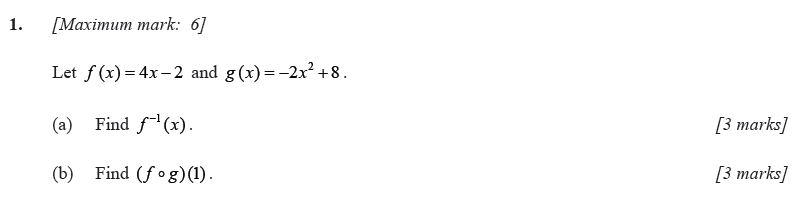 1. [Maximum mark: 6]
Let f(x)=4x−2 and g(x)=−2x²+8.
(a) Find f⁻¹(x). [3 marks]
(b) Find (f∘g)(1). [3 marks]